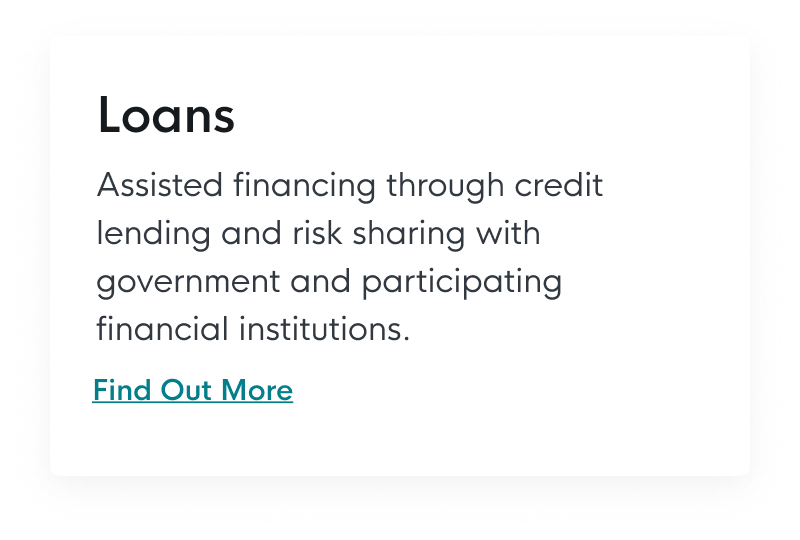 Loans
Assisted financing through credit
lending and risk sharing with
government and participating
financial institutions.
Find Out More